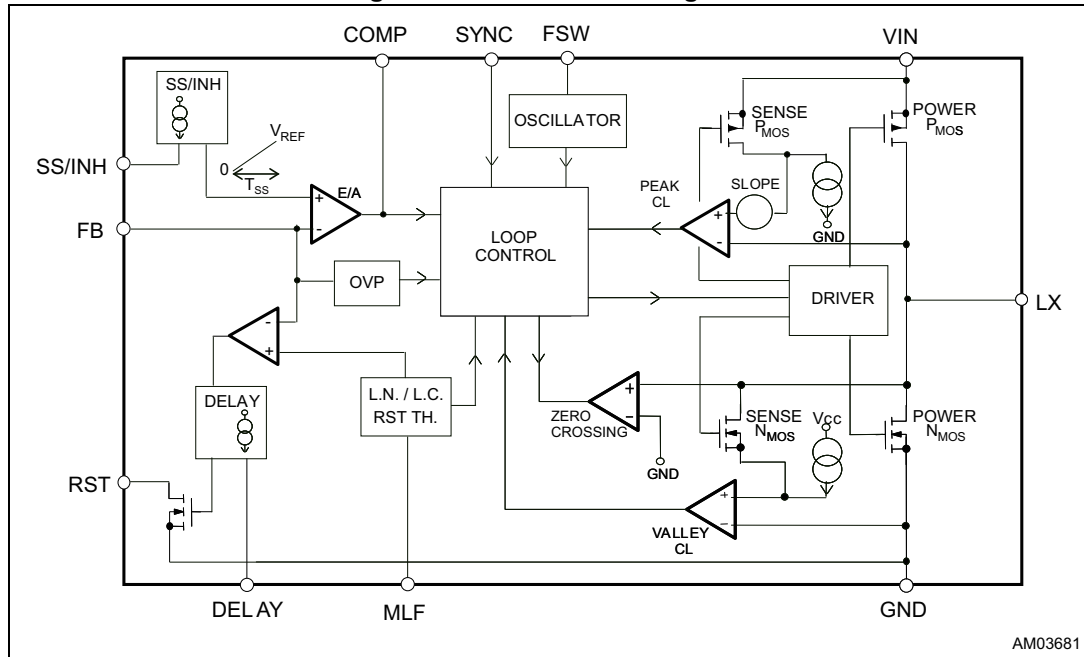 COMP
SYNC
FSW
VIN
SS/INH
VREF
0
TSS
SS/INH
FB
+
-
E/A
OVP
OSCILLATOR
LOOP
CONTROL
SENSE
PMOS
POWER
PMOS
PEAK
CL
SLOPE
+
-
GND
DRIVER
LX
-
+
DELAY
L.N. / L.C.
RST TH.
ZERO
CROSSING
+
-
GND
SENSE
NMOS
Vcc
POWER
NMOS
RST
VALLEY
CL
+
-
DELAY
MLF
GND
AM03681